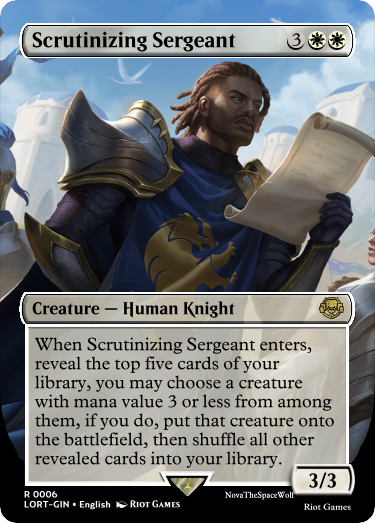 Scrutinizing Sergeant 3
Creature — Human Knight
When Scrutinizing Sergeant enters,
reveal the top five cards of your
library, you may choose a creature
with mana value 3 or less from among
them, if you do, put that creature onto
the battlefield, then shuffle all other
revealed cards into your library.
3/3
R 0006
LORT-GIN • English RIOT GAMES
NovaTheSpaceWolf
Riot Games